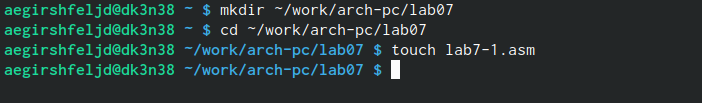 aegirshfeljd@dk3n38 ~ $ mkdir ~/work/arch-pc/lab07
aegirshfeljd@dk3n38 ~ $ cd ~/work/arch-pc/lab07
aegirshfeljd@dk3n38 ~/work/arch-pc/lab07 $ touch lab7-1.asm
aegirshfeljd@dk3n38 ~/work/arch-pc/lab07 $